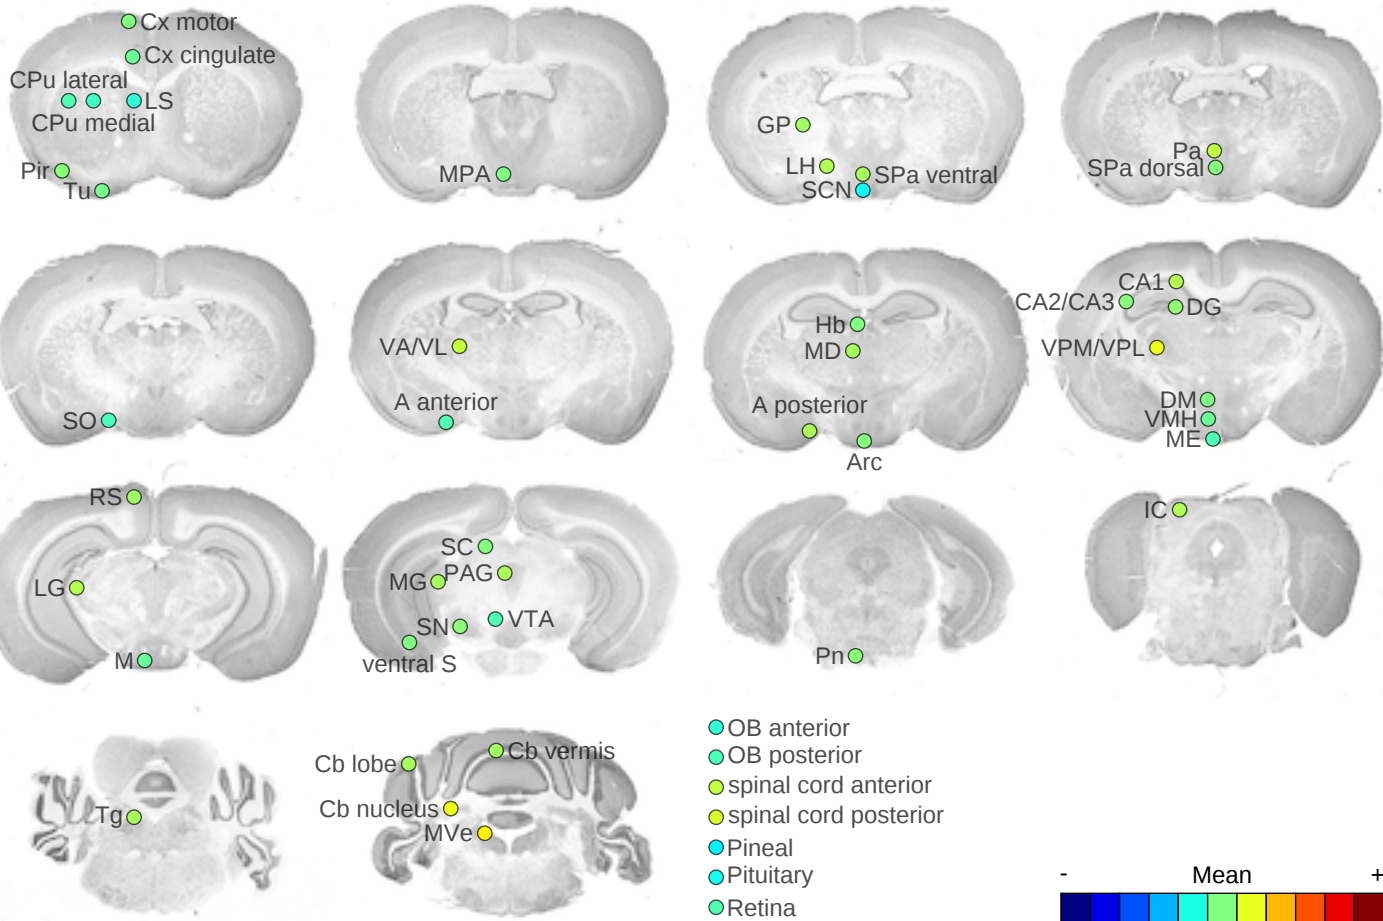 Cx motor
Cx cingulate
CPu lateral
LS
CPu medial
Pir
Tu
MPA
GP
LH
SPa ventral
SCN
Pa
SPa dorsal
SO
VA/VL
A anterior
Hb
MD
A posterior
Arc
CA1
CA2/CA3
DG
VPM/VPL
DM
VMH
ME
RS
LG
M
SC
MG
PAG
SN
VTA
ventral S
Pn
IC
Tg
Cb lobe
Cb vermis
Cb nucleus
MVe
OB anterior
OB posterior
spinal cord anterior
spinal cord posterior
Pineal
Pituitary
Retina
- Mean +